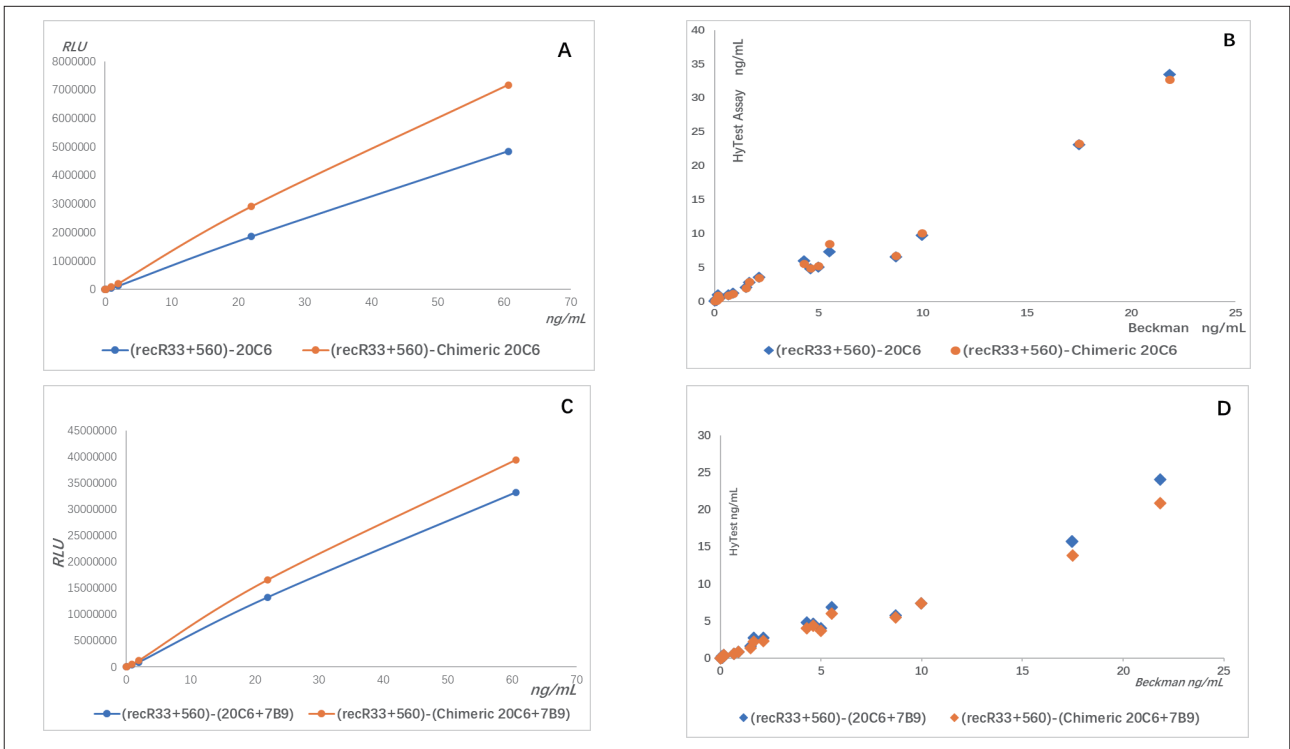 A
RLU
8000000
7000000
6000000
5000000
4000000
3000000
2000000
1000000
0
0 10 20 30 40 50 60 70
ng/mL
(recR33+560)-20C6 (recR33+560)-Chimeric 20C6
B
HyTest Assay ng/mL
40
35
30
25
20
15
10
5
0
0 5 10 15 20 25
Beckman ng/mL
(recR33+560)-20C6 (recR33+560)-Chimeric 20C6
C
RLU
45000000
40000000
35000000
30000000
25000000
20000000
15000000
10000000
5000000
0
0 10 20 30 40 50 60 70
ng/mL
(recR33+560)-(20C6+7B9) (recR33+560)-(Chimeric 20C6+7B9)
D
HyTest ng/mL
30
25
20
15
10
5
0
0 5 10 15 20 25
Beckman ng/mL
(recR33+560)-(20C6+7B9) (recR33+560)-(Chimeric 20C6+7B9)